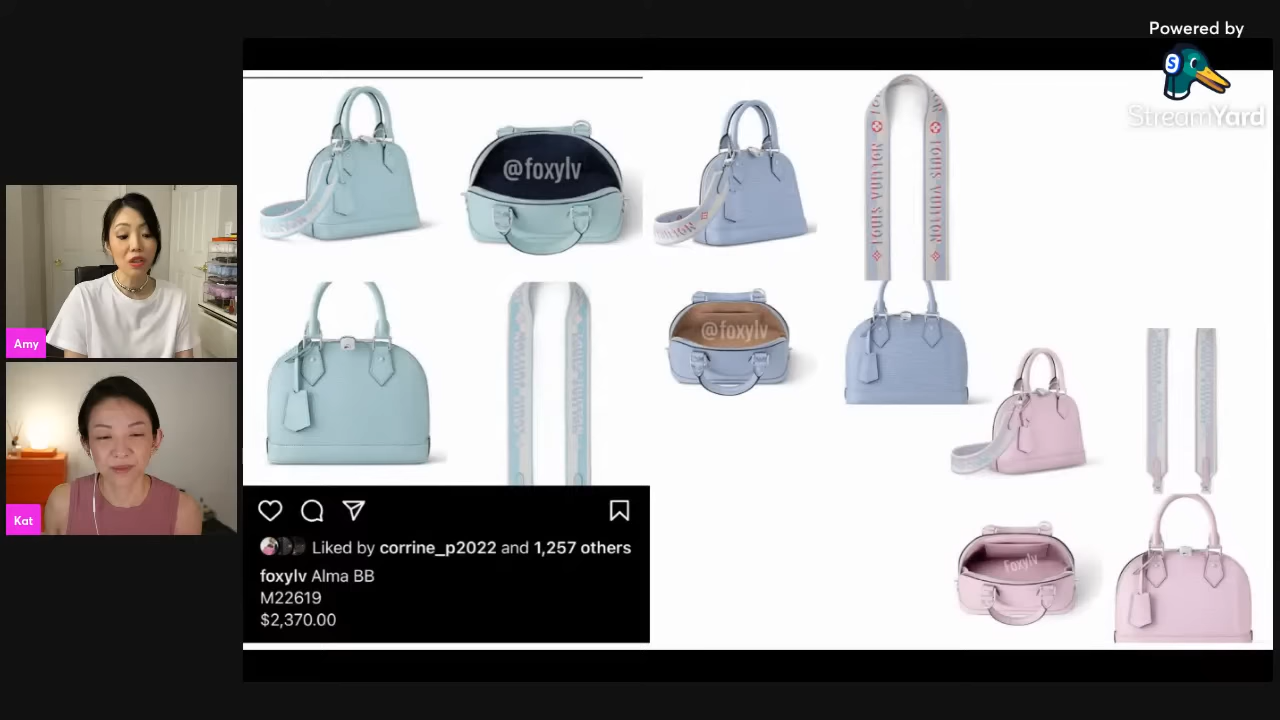 Powered by
S
StreamYard
@foxylv
LOUIS VUITTON
LOUIS VUITTON
@foxylv
foxylv
Amy
Kat
Liked by corrine_p2022 and 1,257 others
foxylv Alma BB
M22619
$2,370.00